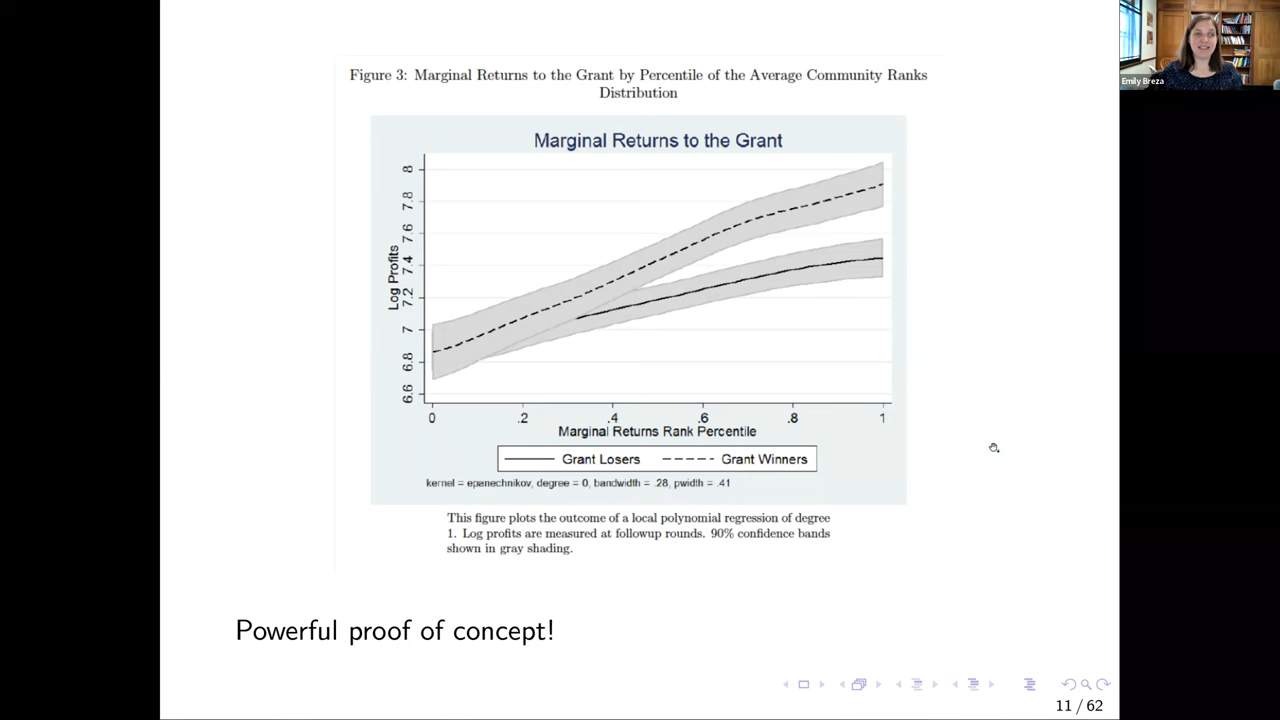 Emily Breza
Figure 3: Marginal Returns to the Grant by Percentile of the Average Community Ranks
Distribution
Marginal Returns to the Grant
Log Profits
8
7.8
7.6
7.4
7.2
7
6.8
6.6
0 .2 .4 .6 .8 1
Marginal Returns Rank Percentile
Grant Losers Grant Winners
kernel = epanechnikov, degree = 0, bandwidth = .28, pwidth = .41
This figure plots the outcome of a local polynomial regression of degree
1. Log profits are measured at followup rounds. 90% confidence bands
shown in gray shading.
Powerful proof of concept!
11 / 62